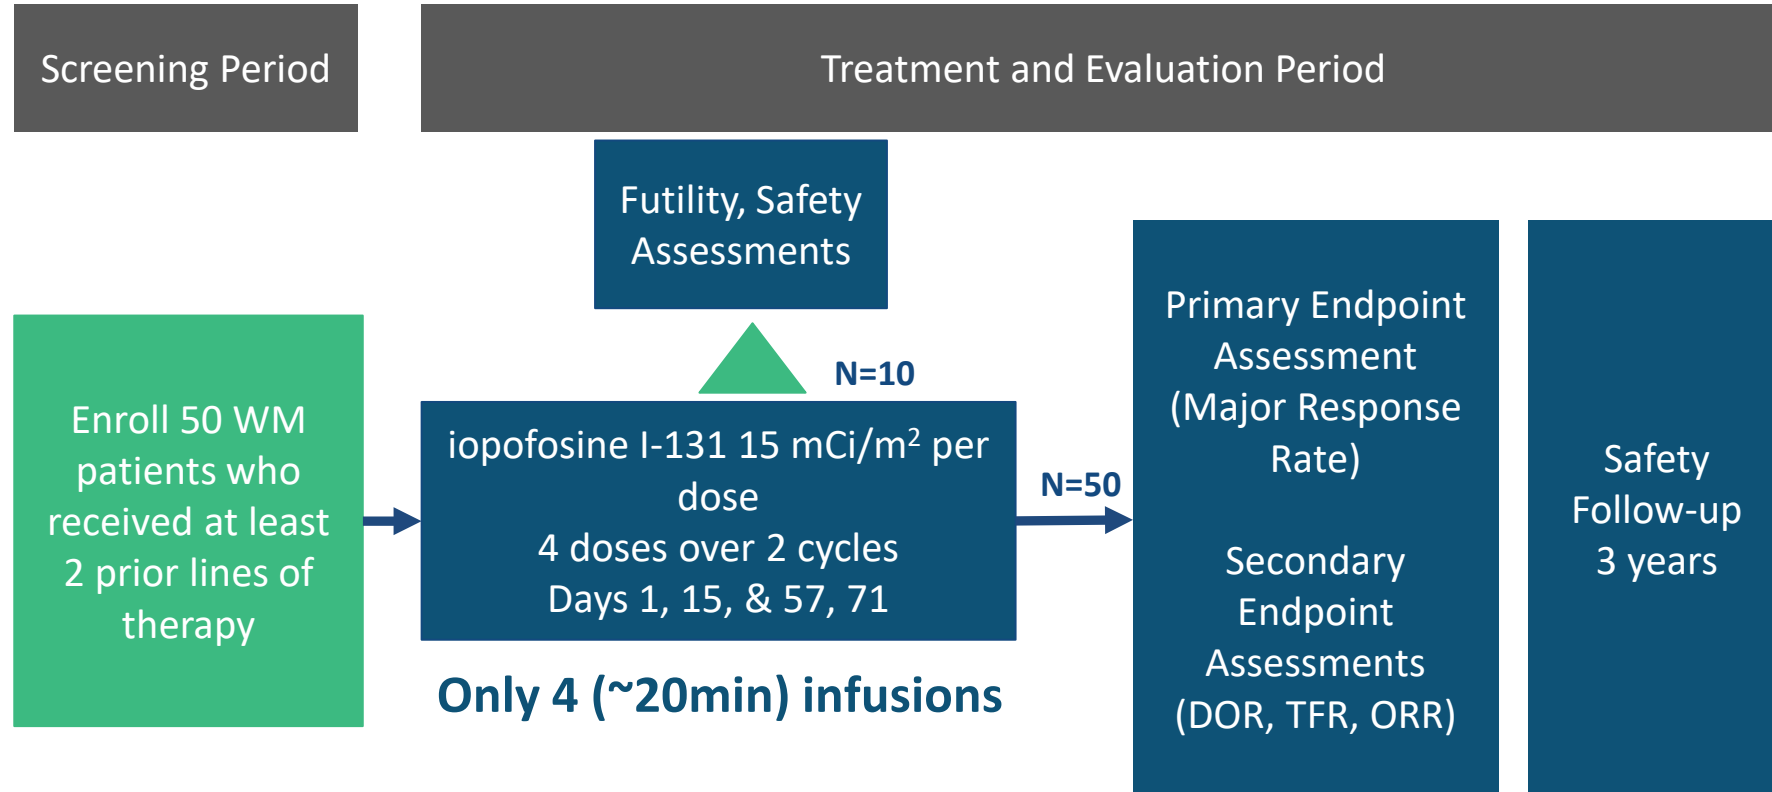 Screening Period
Treatment and Evaluation Period
Futility, Safety
Assessments
N=10
Enroll 50 WM
patients who
received at least
2 prior lines of
therapy
iopofosine I-131 15 mCi/m² per
dose
4 doses over 2 cycles
Days 1, 15, & 57, 71
Only 4 (~20min) infusions
N=50
Primary Endpoint
Assessment
(Major Response
Rate)
Secondary
Endpoint
Assessments
(DOR, TFR, ORR)
Safety
Follow-up
3 years